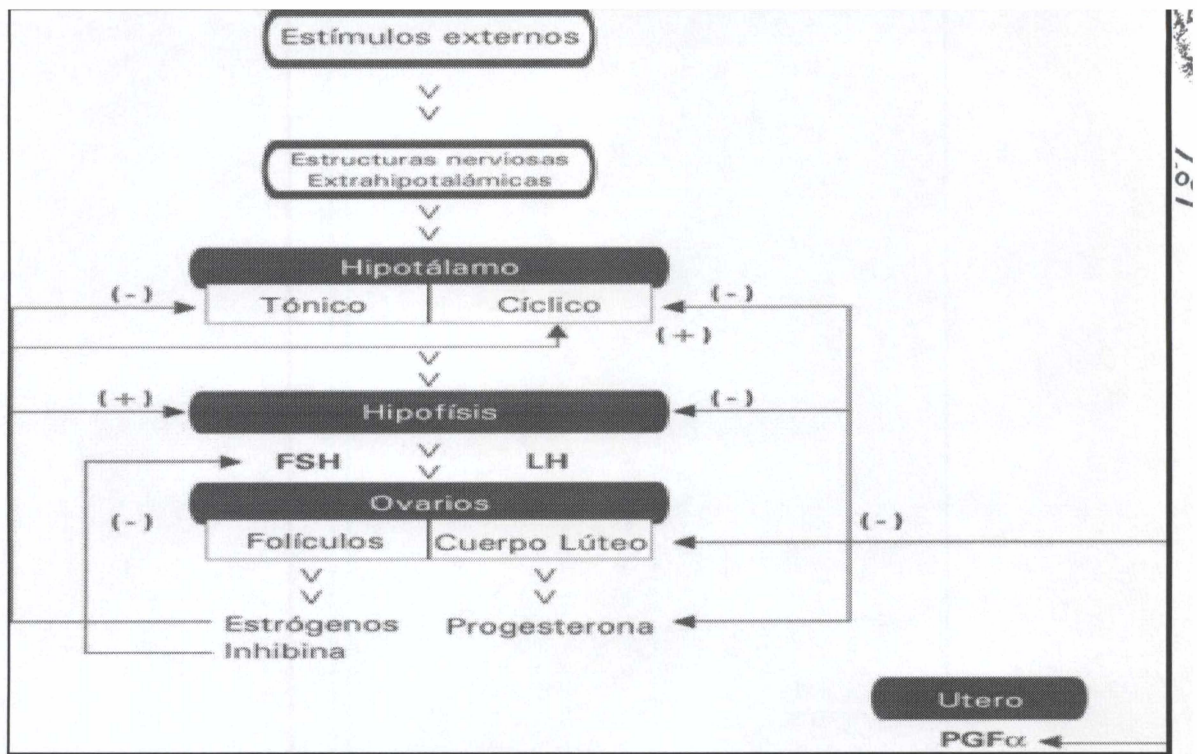 Estímulos externos
Estructuras nerviosas
Extrahipotalámicas
Hipotálamo
(-) Tónico Cíclico (-)
(+)
(+) Hipofísis (-)
FSH LH
Ovarios
(-) (-)
Folículos Cuerpo Lúteo
Estrógenos Progesterona
Inhibina
Utero
PGFα